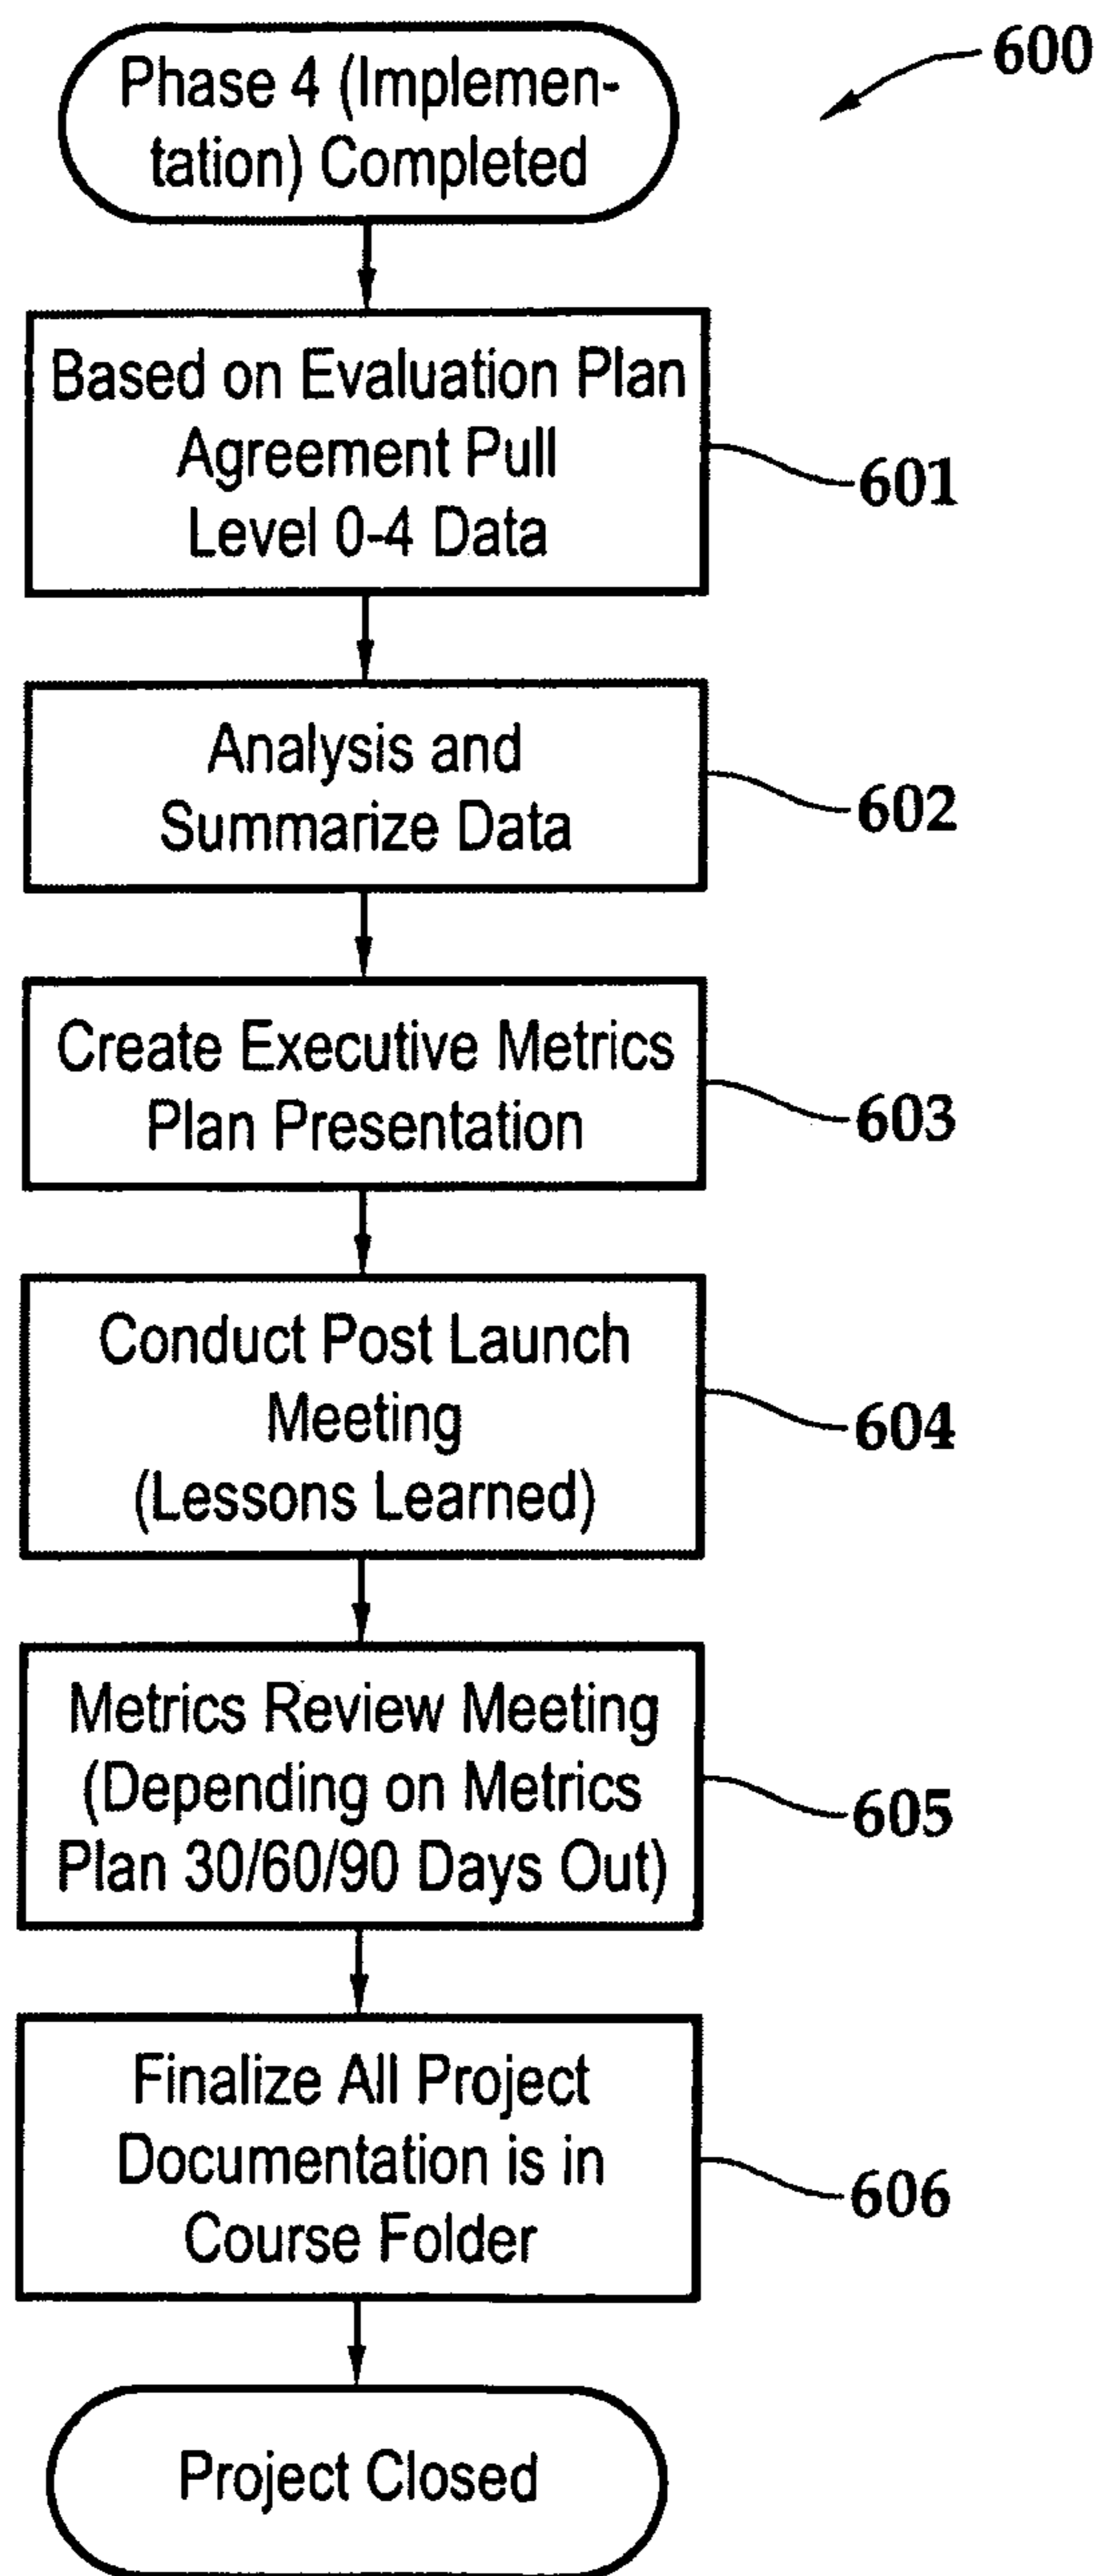 600
Phase 4 (Implemen-
tation) Completed
Based on Evaluation Plan
Agreement Pull
Level 0-4 Data
601
Analysis and
Summarize Data
602
Create Executive Metrics
Plan Presentation
603
Conduct Post Launch
Meeting
(Lessons Learned)
604
Metrics Review Meeting
(Depending on Metrics
Plan 30/60/90 Days Out)
605
Finalize All Project
Documentation is in
Course Folder
606
Project Closed